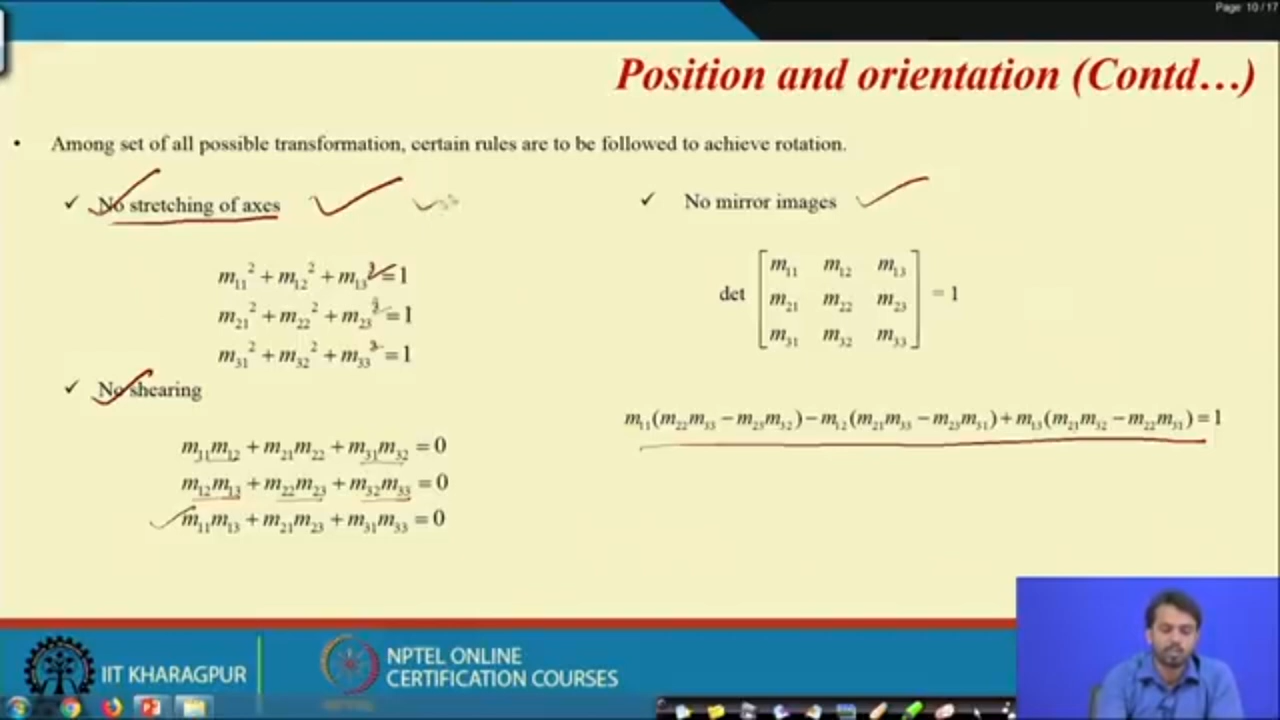 Page: 10 / 17
Position and orientation (Contd…)
• Among set of all possible transformation, certain rules are to be followed to achieve rotation.
✓ No stretching of axes
m₁₁² + m₁₂² + m₁₃² = 1
m₂₁² + m₂₂² + m₂₃² = 1
m₃₁² + m₃₂² + m₃₃² = 1
✓ No shearing
m₁₁m₁₂ + m₂₁m₂₂ + m₃₁m₃₂ = 0
m₁₂m₁₃ + m₂₂m₂₃ + m₃₂m₃₃ = 0
m₁₁m₁₃ + m₂₁m₂₃ + m₃₁m₃₃ = 0
✓ No mirror images
m₁₁ m₁₂ m₁₃
det m₂₁ m₂₂ m₂₃ = 1
m₃₁ m₃₂ m₃₃
m₁₁(m₂₂m₃₃ − m₂₃m₃₂) − m₁₂(m₂₁m₃₃ − m₂₃m₃₁) + m₁₃(m₂₁m₃₂ − m₂₂m₃₁) = 1
IIT KHARAGPUR
NPTEL ONLINE
CERTIFICATION COURSES